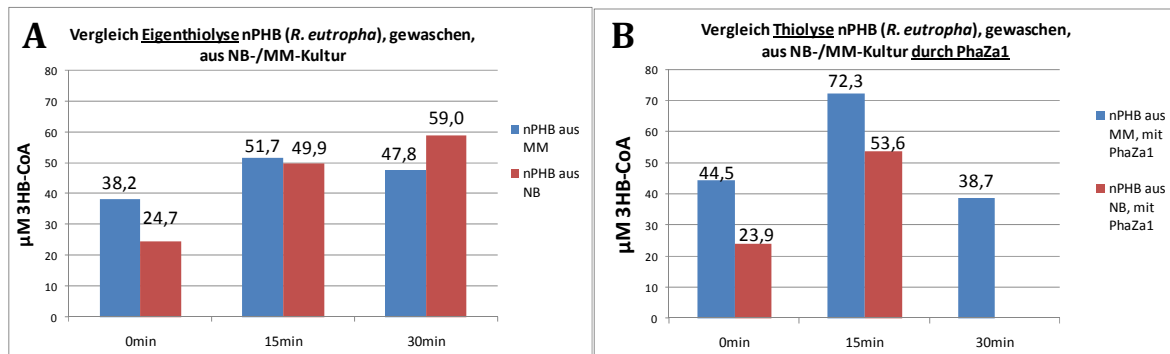 A
Vergleich Eigenthiolyse nPHB (R. eutropha), gewaschen,
aus NB-/MM-Kultur
µM 3HB-CoA
80
70
60
50
40
30
20
10
0
38,2
24,7
51,7
49,9
47,8
59,0
0min
15min
30min
nPHB aus
MM
nPHB aus
NB
B
Vergleich Thiolyse nPHB (R. eutropha), gewaschen,
aus NB-/MM-Kultur durch PhaZa1
µM 3HB-CoA
80
70
60
50
40
30
20
10
0
44,5
23,9
72,3
53,6
38,7
0min
15min
30min
nPHB aus
MM, mit
PhaZa1
nPHB aus
NB, mit
PhaZa1